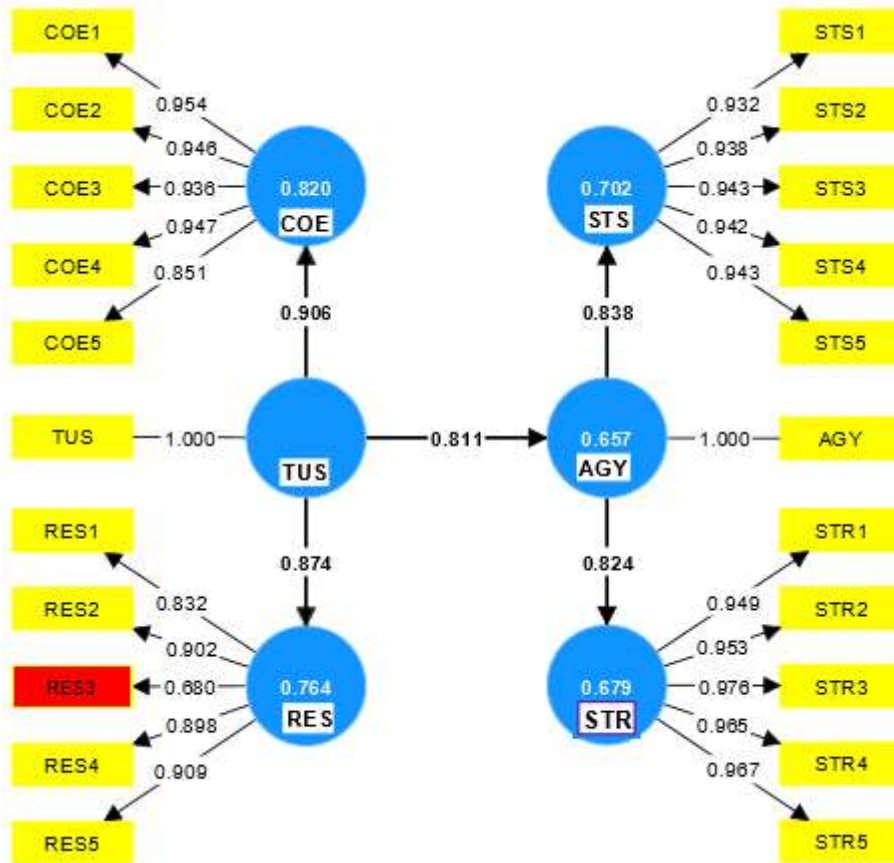 COE1
STS1
0.954
0.932
COE2
STS2
0.946
0.938
COE3
0.936
0.820
0.702
0.943
STS3
COE
STS
0.947
0.942
COE4
STS4
0.851
0.943
0.906
0.838
COE5
STS5
TUS
1.000
0.811
0.657
1.000
AGY
TUS
AGY
RES1
STR1
0.874
0.824
0.832
0.949
RES2
STR2
0.902
0.953
RES3
0.680
0.764
0.679
0.976
STR3
RES
STR
0.898
0.965
RES4
STR4
0.909
0.967
RES5
STR5